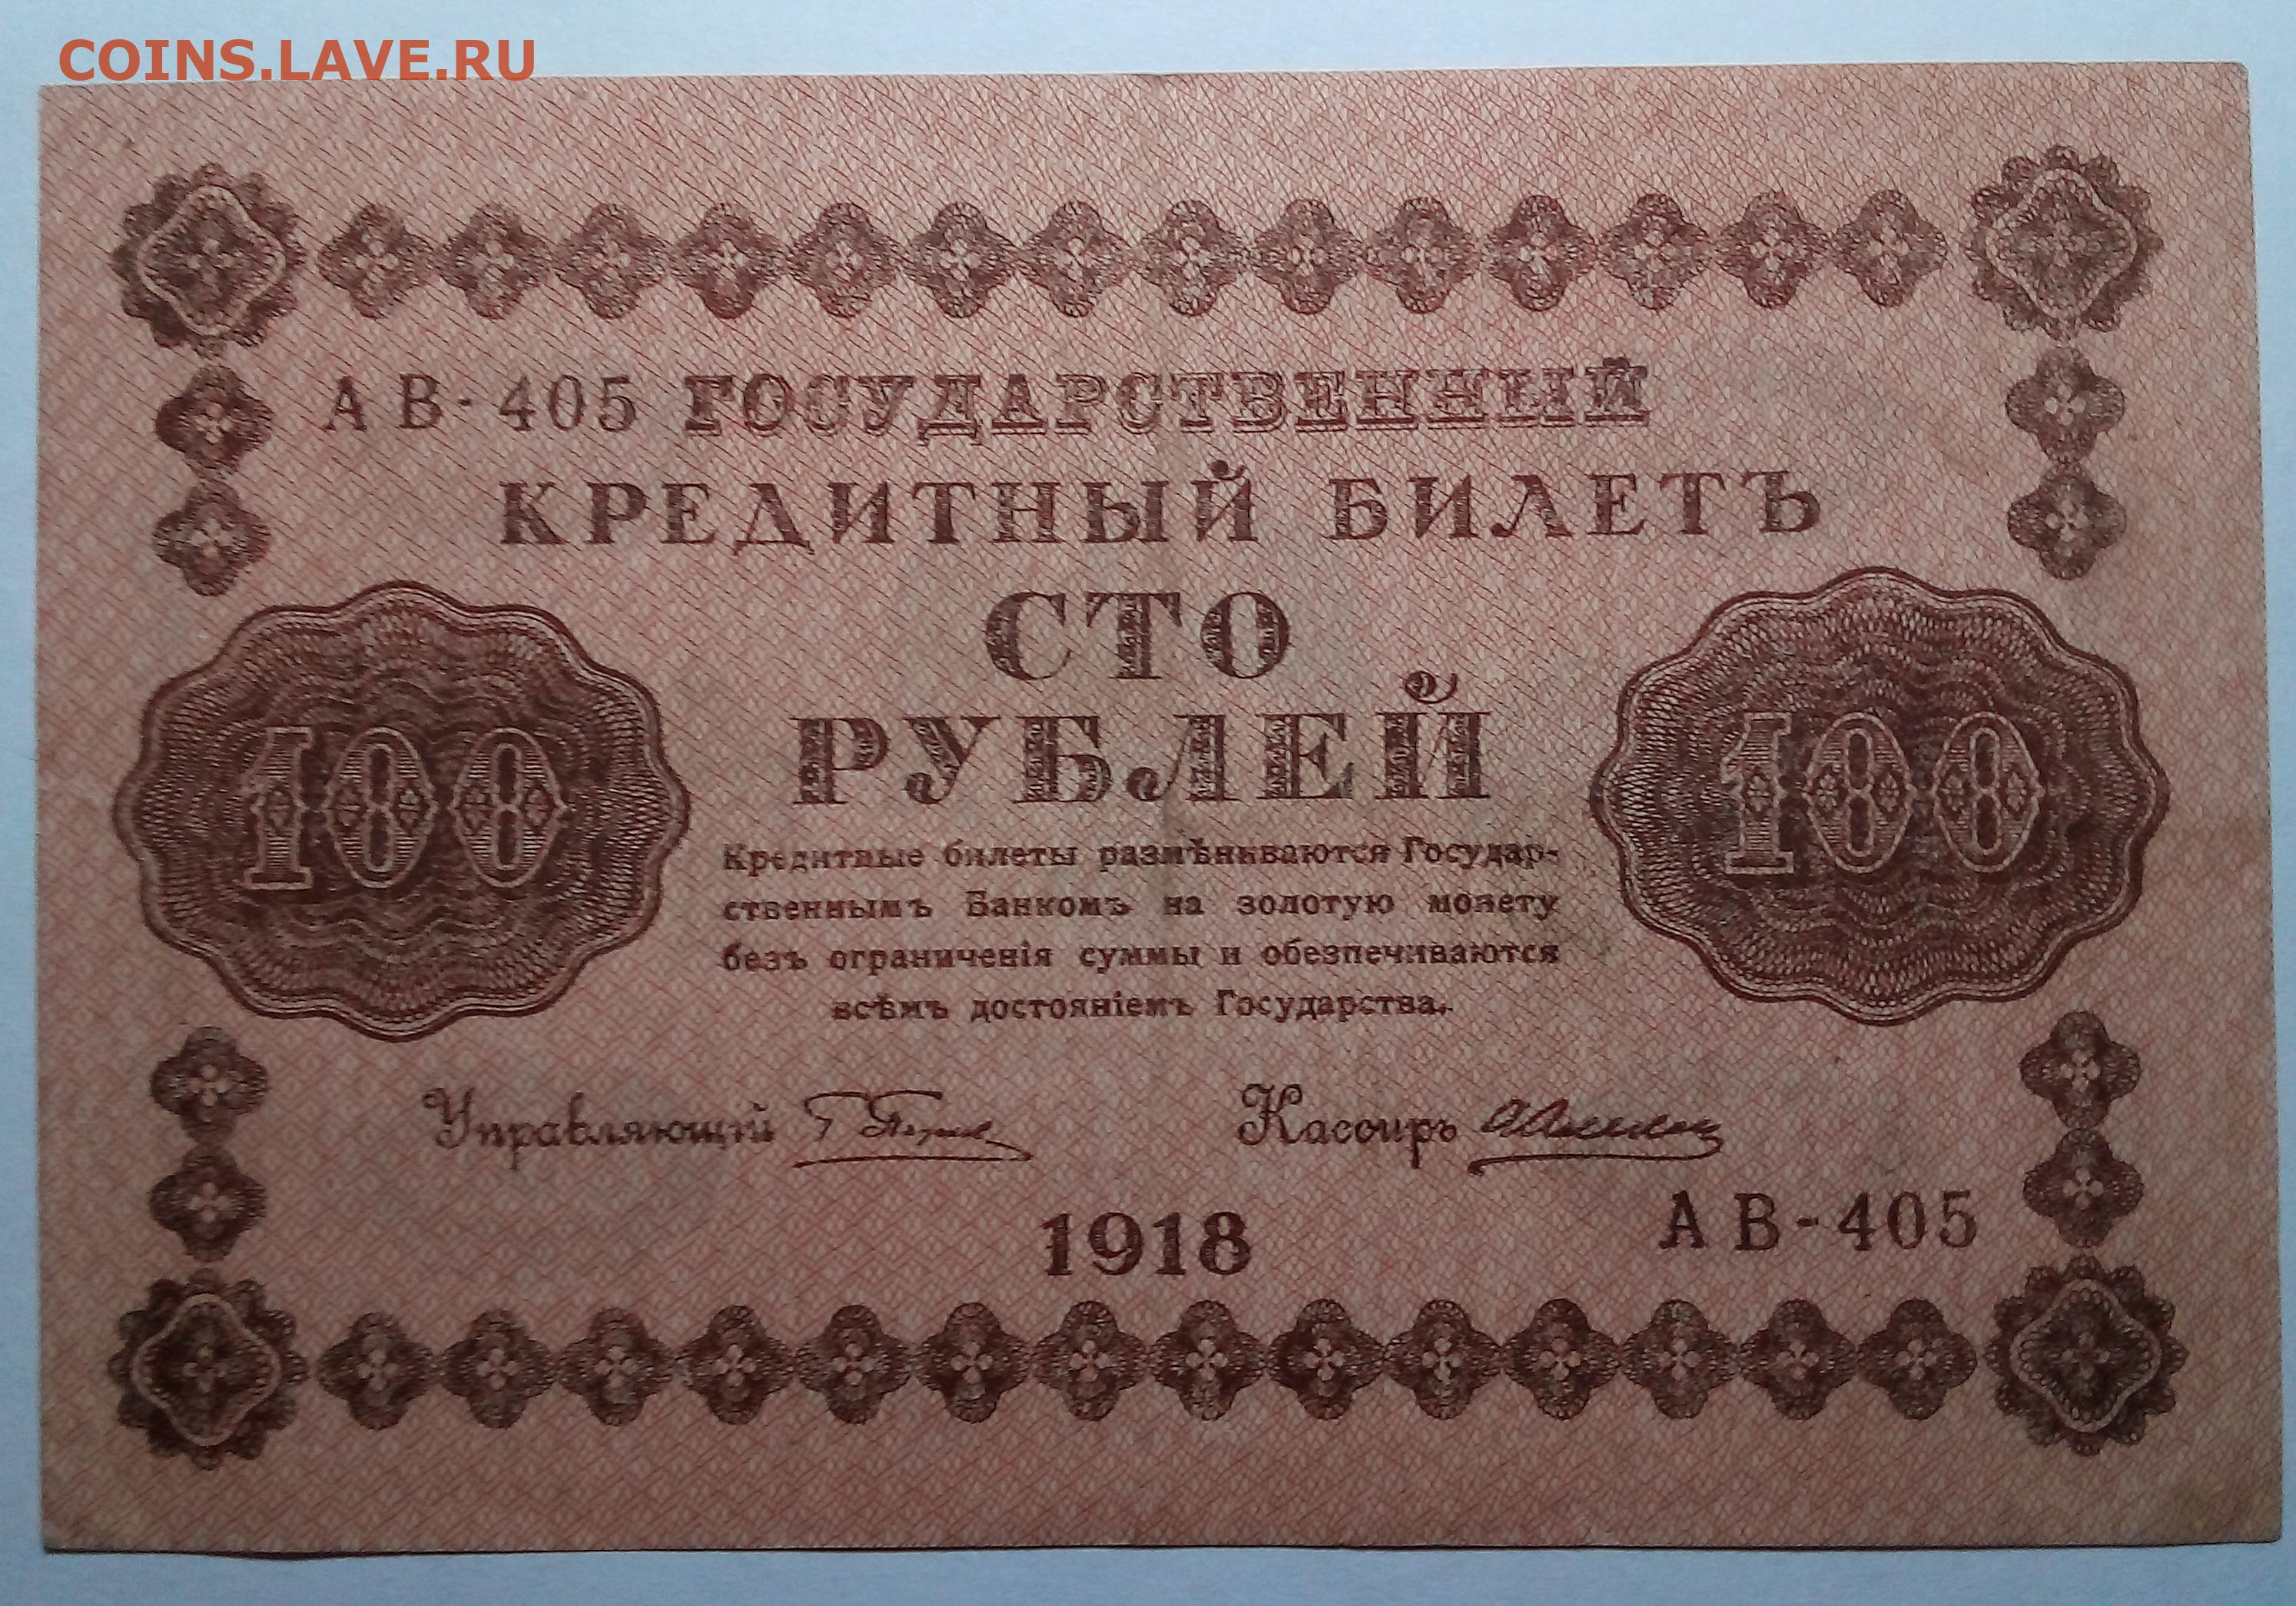 COINS.LAVE.RU
АВ-405 ГОСУДАРСТВЕННЫЙ
КРЕДИТНЫЙ БИЛЕТЪ
СТО
РУБЛЕЙ
100
100
Кредитные билеты размѣниваются Государ-
ственнымъ Банкомъ на золотую монету
безъ ограниченія суммы и обезпечиваются
всѣмъ достояніемъ Государства.
Управляющій
Кассиръ
1918
АВ-405